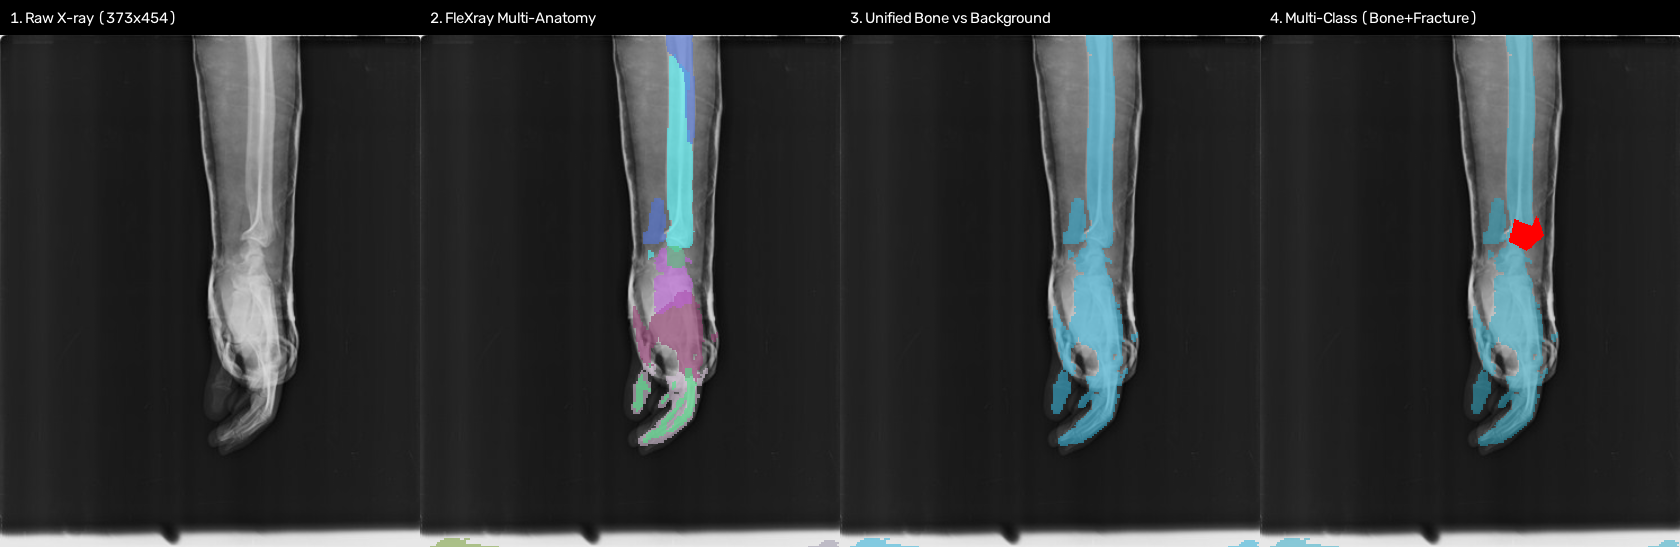 1. Raw X-ray (373x454)
2. FleXray Multi-Anatomy
3. Unified Bone vs Background
4. Multi-Class (Bone+Fracture)